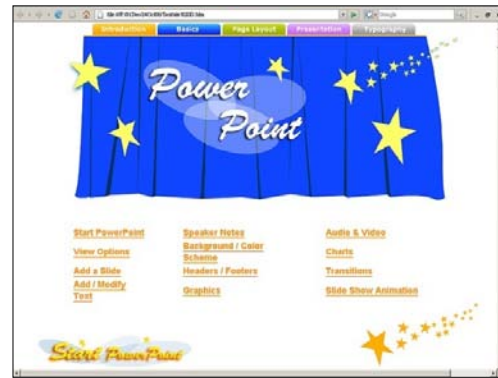 Introduction Basics Page Layout Presentation Typography
Power
Point
Start PowerPoint
View Options
Add a Slide
Add / Modify
Text
Speaker Notes
Background / Color
Scheme
Headers / Footers
Graphics
Audio & Video
Charts
Transitions
Slide Show Animation
Start PowerPoint